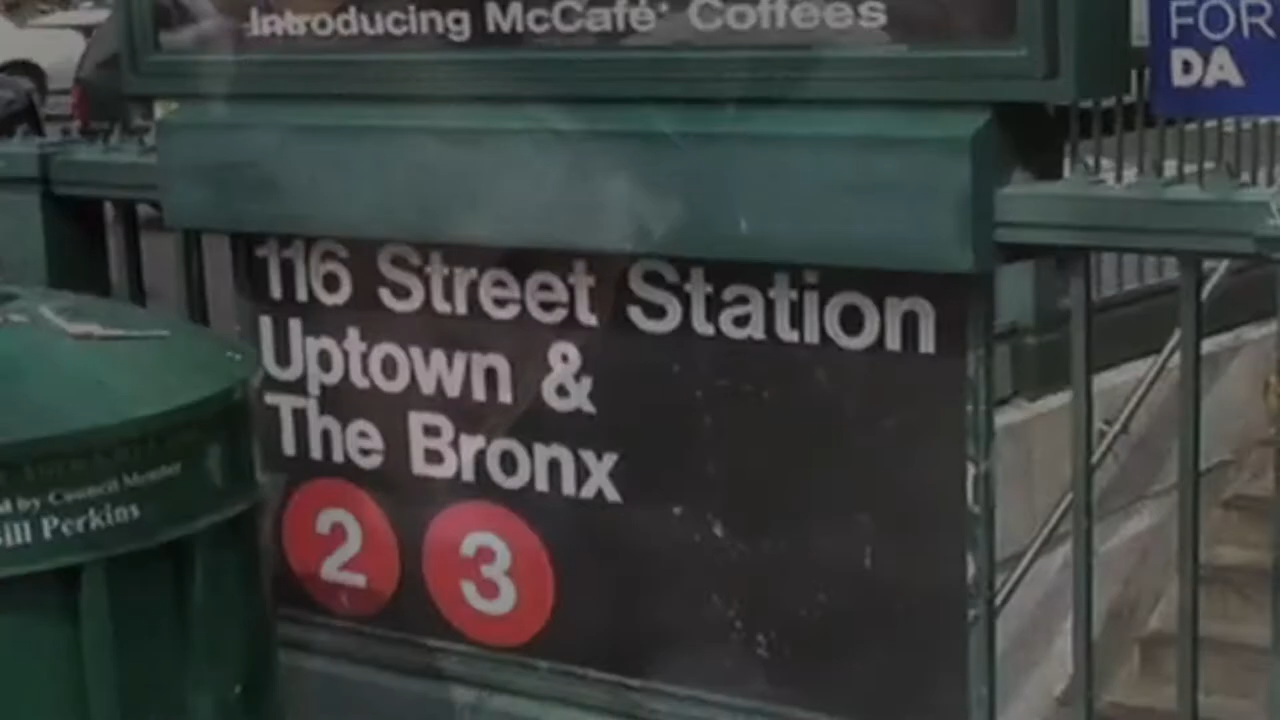 Introducing McCafé® Coffees
FOR
DA
116 Street Station
Uptown &
The Bronx
2 3
by Council Member
Bill Perkins